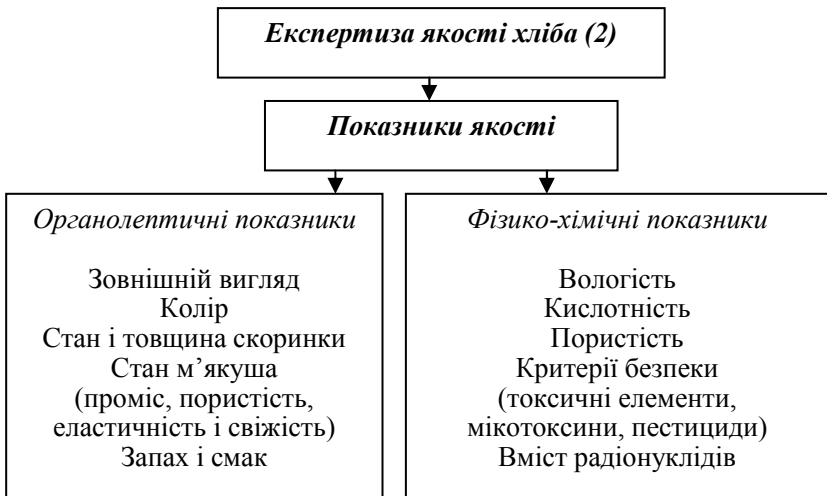 Експертиза якості хліба (2)
Показники якості
Органолептичні показники
Зовнішній вигляд
Колір
Стан і товщина скоринки
Стан м’якуша
(проміс, пористість,
еластичність і свіжість)
Запах і смак
Фізико-хімічні показники
Вологість
Кислотність
Пористість
Критерії безпеки
(токсичні елементи,
мікотоксини, пестициди)
Вміст радіонуклідів